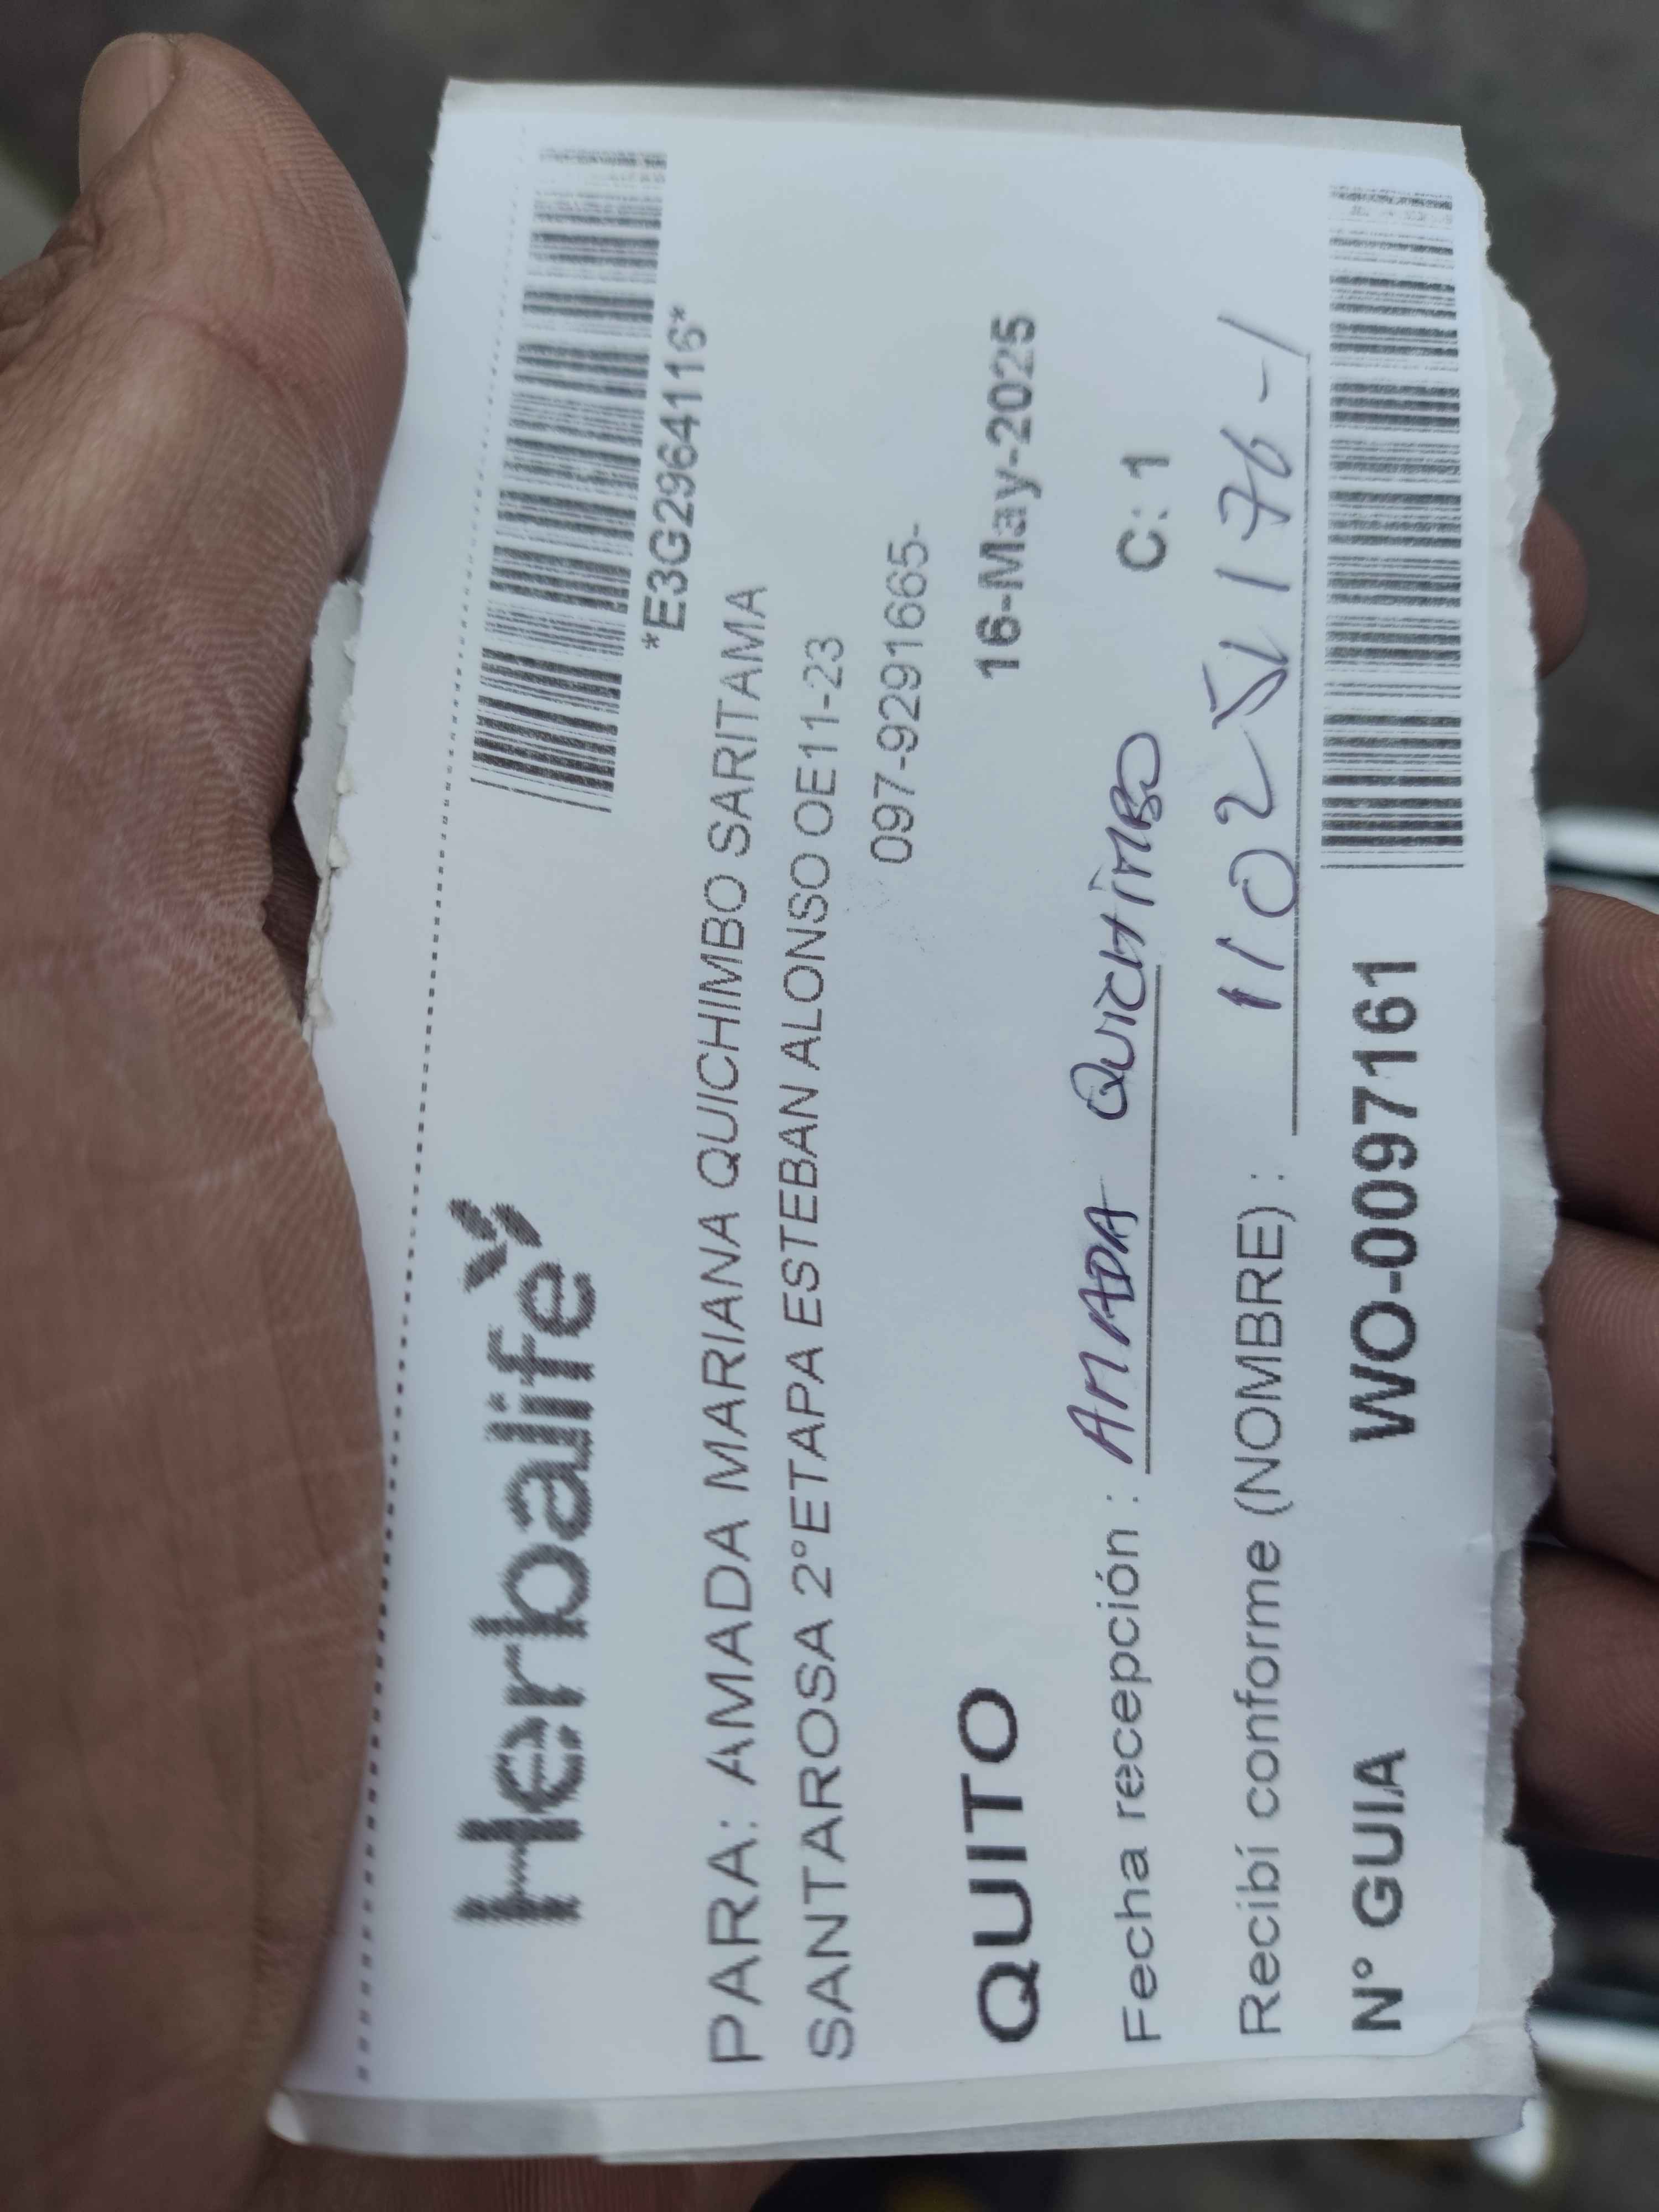 Herbalife
*E3G2964116*
PARA: AMADA MARIANA QUICHIMBO SARITAMA
SANTAROSA 2°ETAPA ESTEBAN ALONSO OE11-23
097-9291665-
QUITO 16-May-2025
Fecha recepción : AMADA QUICHIMBO C: 1
Recibí conforme (NOMBRE) :
Nº GUIA WO-0097161